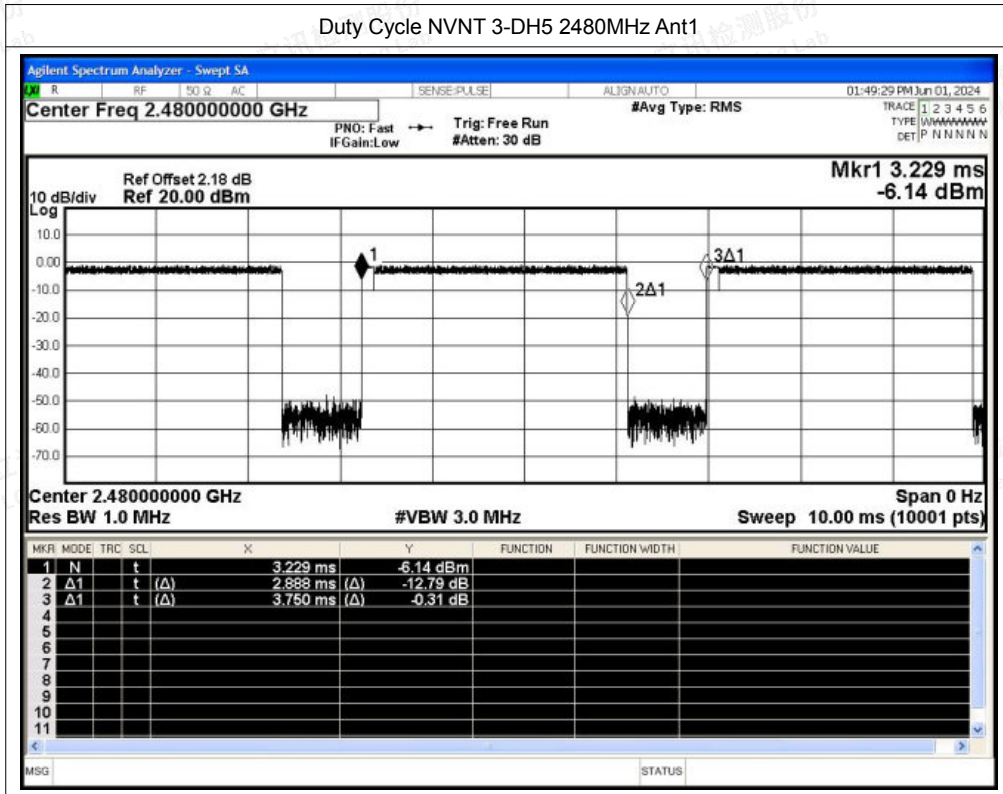 Duty Cycle NVNT 3-DH5 2480MHz Ant1
Agilent Spectrum Analyzer - Swept SA
LXI R RF 50 Ω AC SENSE:PULSE ALIGNAUTO 01:49:29 PM Jun 01, 2024
Center Freq 2.480000000 GHz #Avg Type: RMS TRACE 1 2 3 4 5 6
PNO: Fast Trig: Free Run TYPE WWWWWW
IFGain:Low #Atten: 30 dB DET P N N N N N
Mkr1 3.229 ms
Ref Offset 2.18 dB
10 dB/div Ref 20.00 dBm -6.14 dBm
Log
10.0
1 3Δ1
0.00
2Δ1
-10.0
-20.0
-30.0
-40.0
-50.0
-60.0
-70.0
Center 2.480000000 GHz Span 0 Hz
Res BW 1.0 MHz #VBW 3.0 MHz Sweep 10.00 ms (10001 pts)
MKR MODE TRC SCL X Y FUNCTION FUNCTION WIDTH FUNCTION VALUE
1 N t 3.229 ms -6.14 dBm
2 Δ1 t (Δ) 2.888 ms (Δ) -12.79 dB
3 Δ1 t (Δ) 3.750 ms (Δ) -0.31 dB
4
5
6
7
8
9
10
11
MSG STATUS